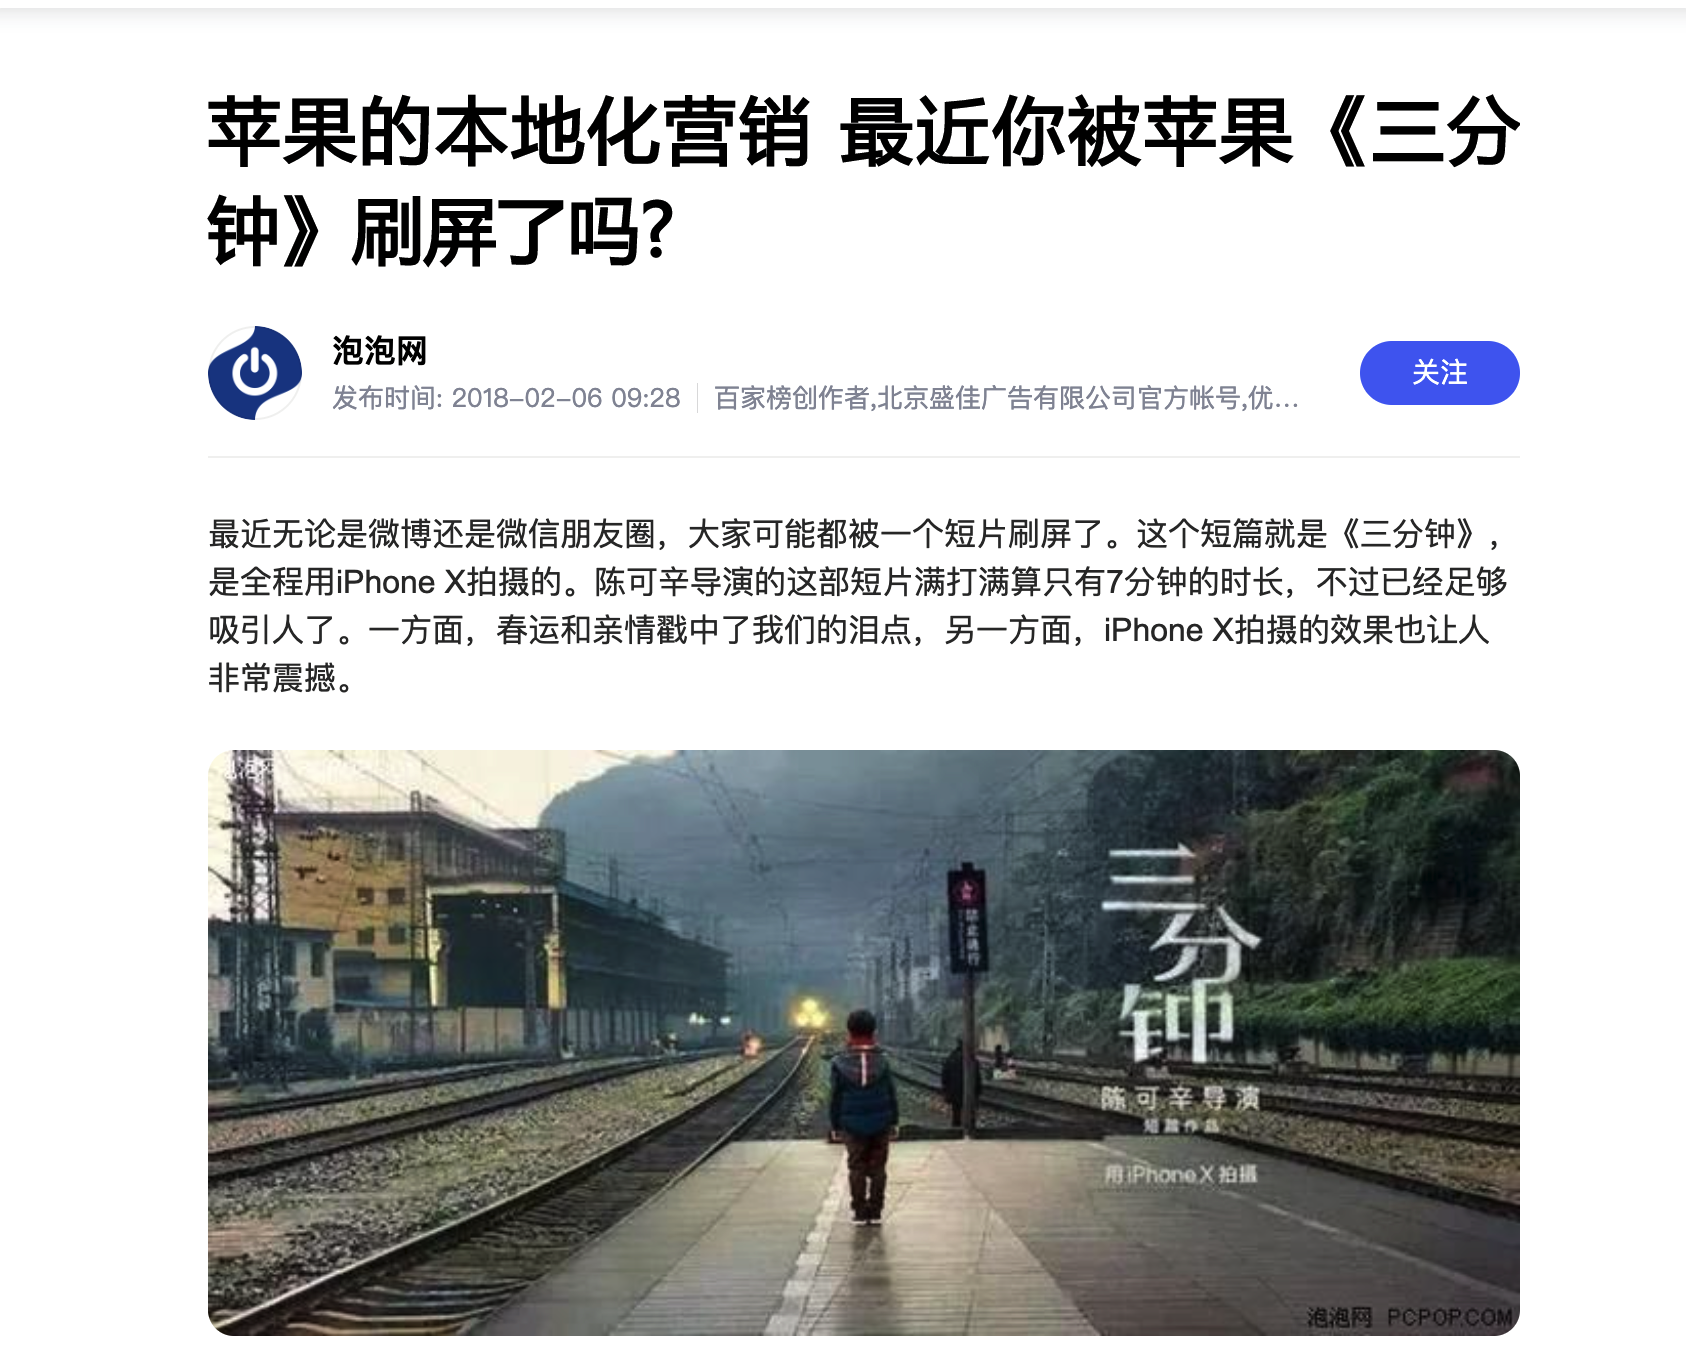 苹果的本地化营销 最近你被苹果《三分
钟》刷屏了吗?
泡泡网
发布时间: 2018-02-06 09:28
百家榜创作者,北京盛佳广告有限公司官方帐号,优...
关注
最近无论是微博还是微信朋友圈，大家可能都被一个短片刷屏了。这个短篇就是《三分钟》，
是全程用iPhone X拍摄的。陈可辛导演的这部短片满打满算只有7分钟的时长，不过已经足够
吸引人了。一方面，春运和亲情戳中了我们的泪点，另一方面，iPhone X拍摄的效果也让人
非常震撼。
三
分
钟
陈可辛导演
短篇作品
用iPhone X 拍摄
泡泡网 PCPOP.COM